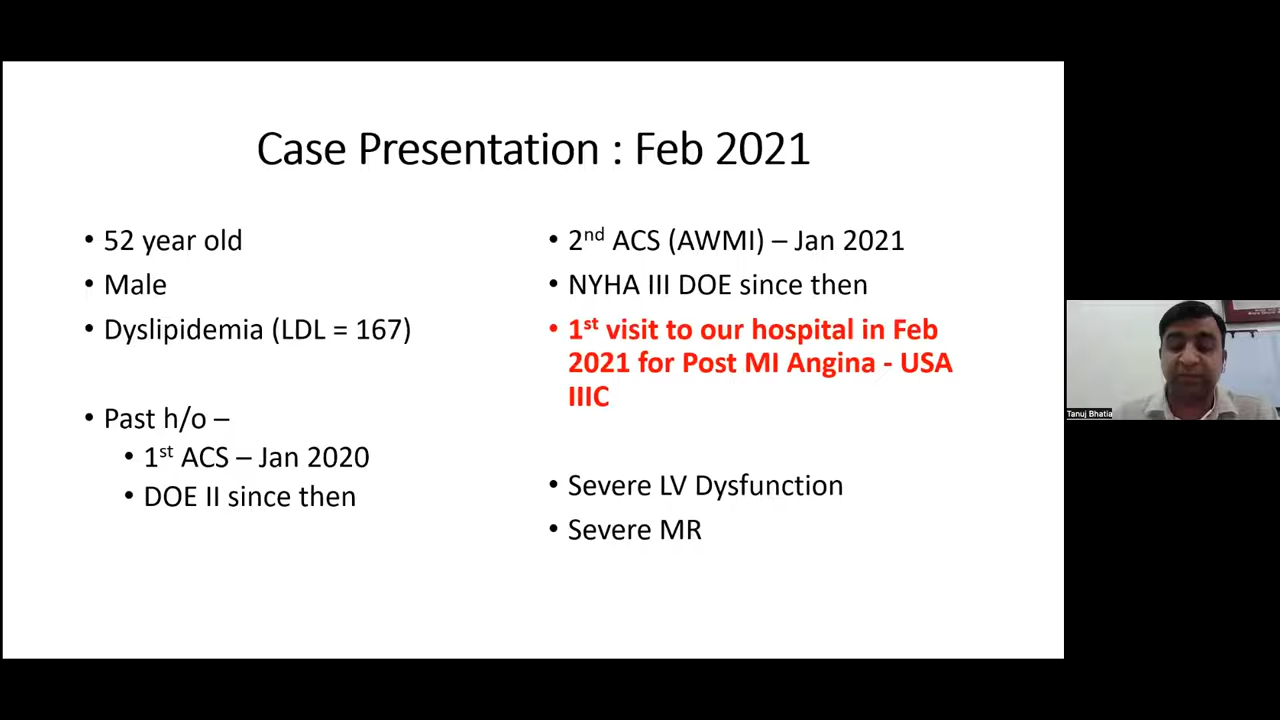 Case Presentation : Feb 2021
• 52 year old
• Male
• Dyslipidemia (LDL = 167)
• Past h/o –
• 1st ACS – Jan 2020
• DOE II since then
• 2nd ACS (AWMI) – Jan 2021
• NYHA III DOE since then
• 1st visit to our hospital in Feb
2021 for Post MI Angina - USA
IIIC
• Severe LV Dysfunction
• Severe MR
Tanuj Bhatia